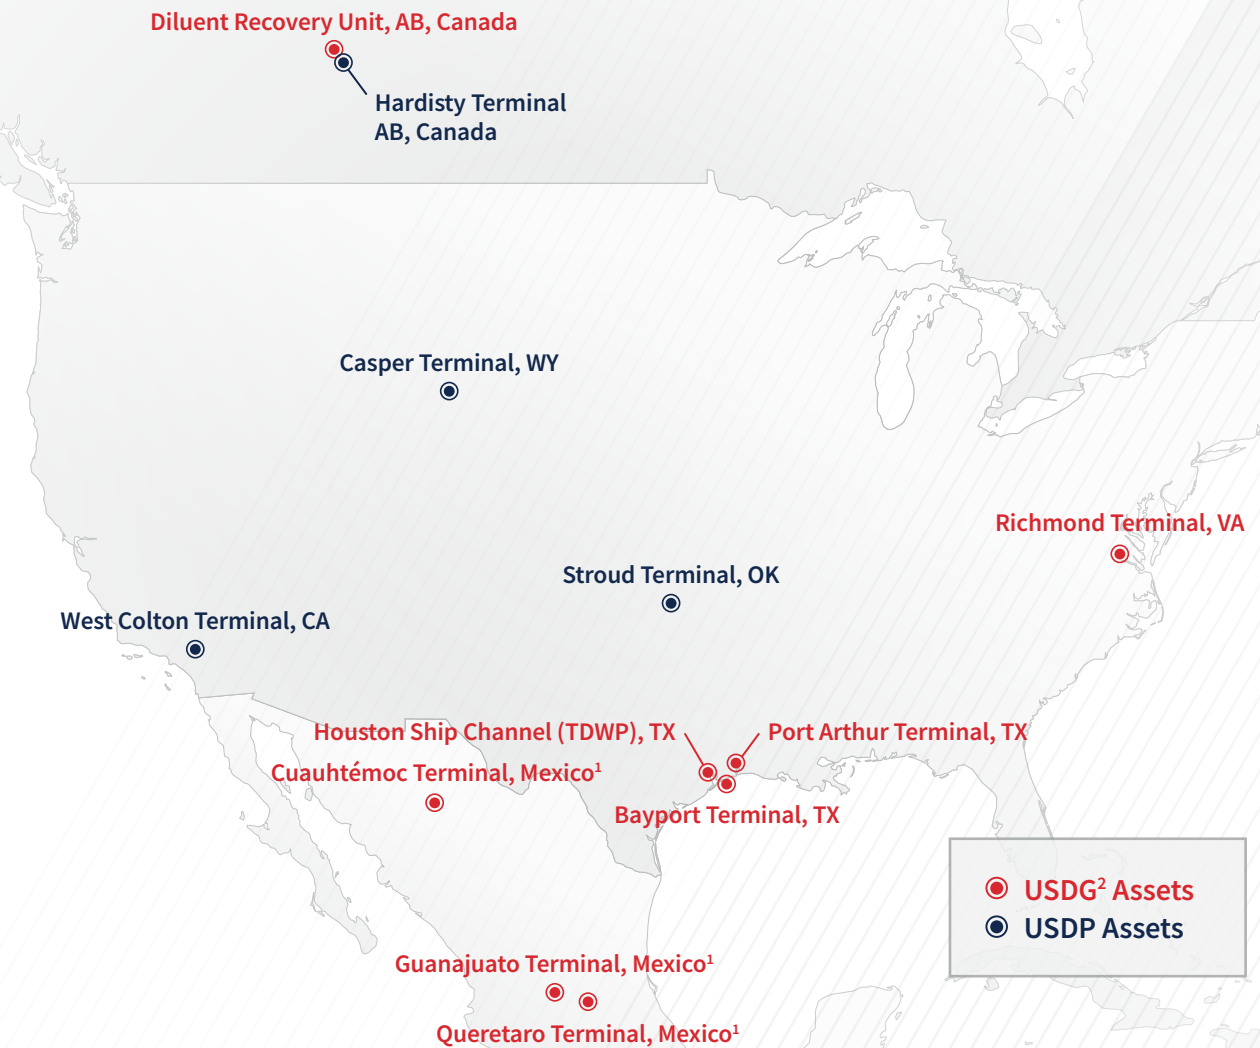 Diluent Recovery Unit, AB, Canada
Hardisty Terminal
AB, Canada
Casper Terminal, WY
Richmond Terminal, VA
Stroud Terminal, OK
West Colton Terminal, CA
Houston Ship Channel (TDWP), TX
Port Arthur Terminal, TX
Cuauhtémoc Terminal, Mexico¹
Bayport Terminal, TX
USDG² Assets
USDP Assets
Guanajuato Terminal, Mexico¹
Queretaro Terminal, Mexico¹